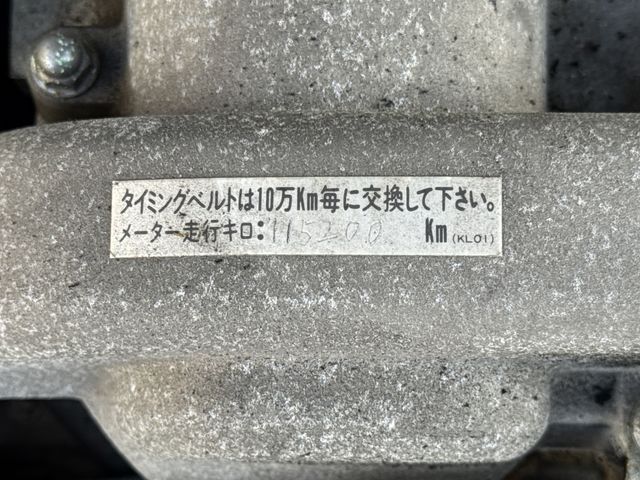 タイミングベルトは10万Km毎に交換して下さい。
メーター走行キロ：115200 Km (KL01)